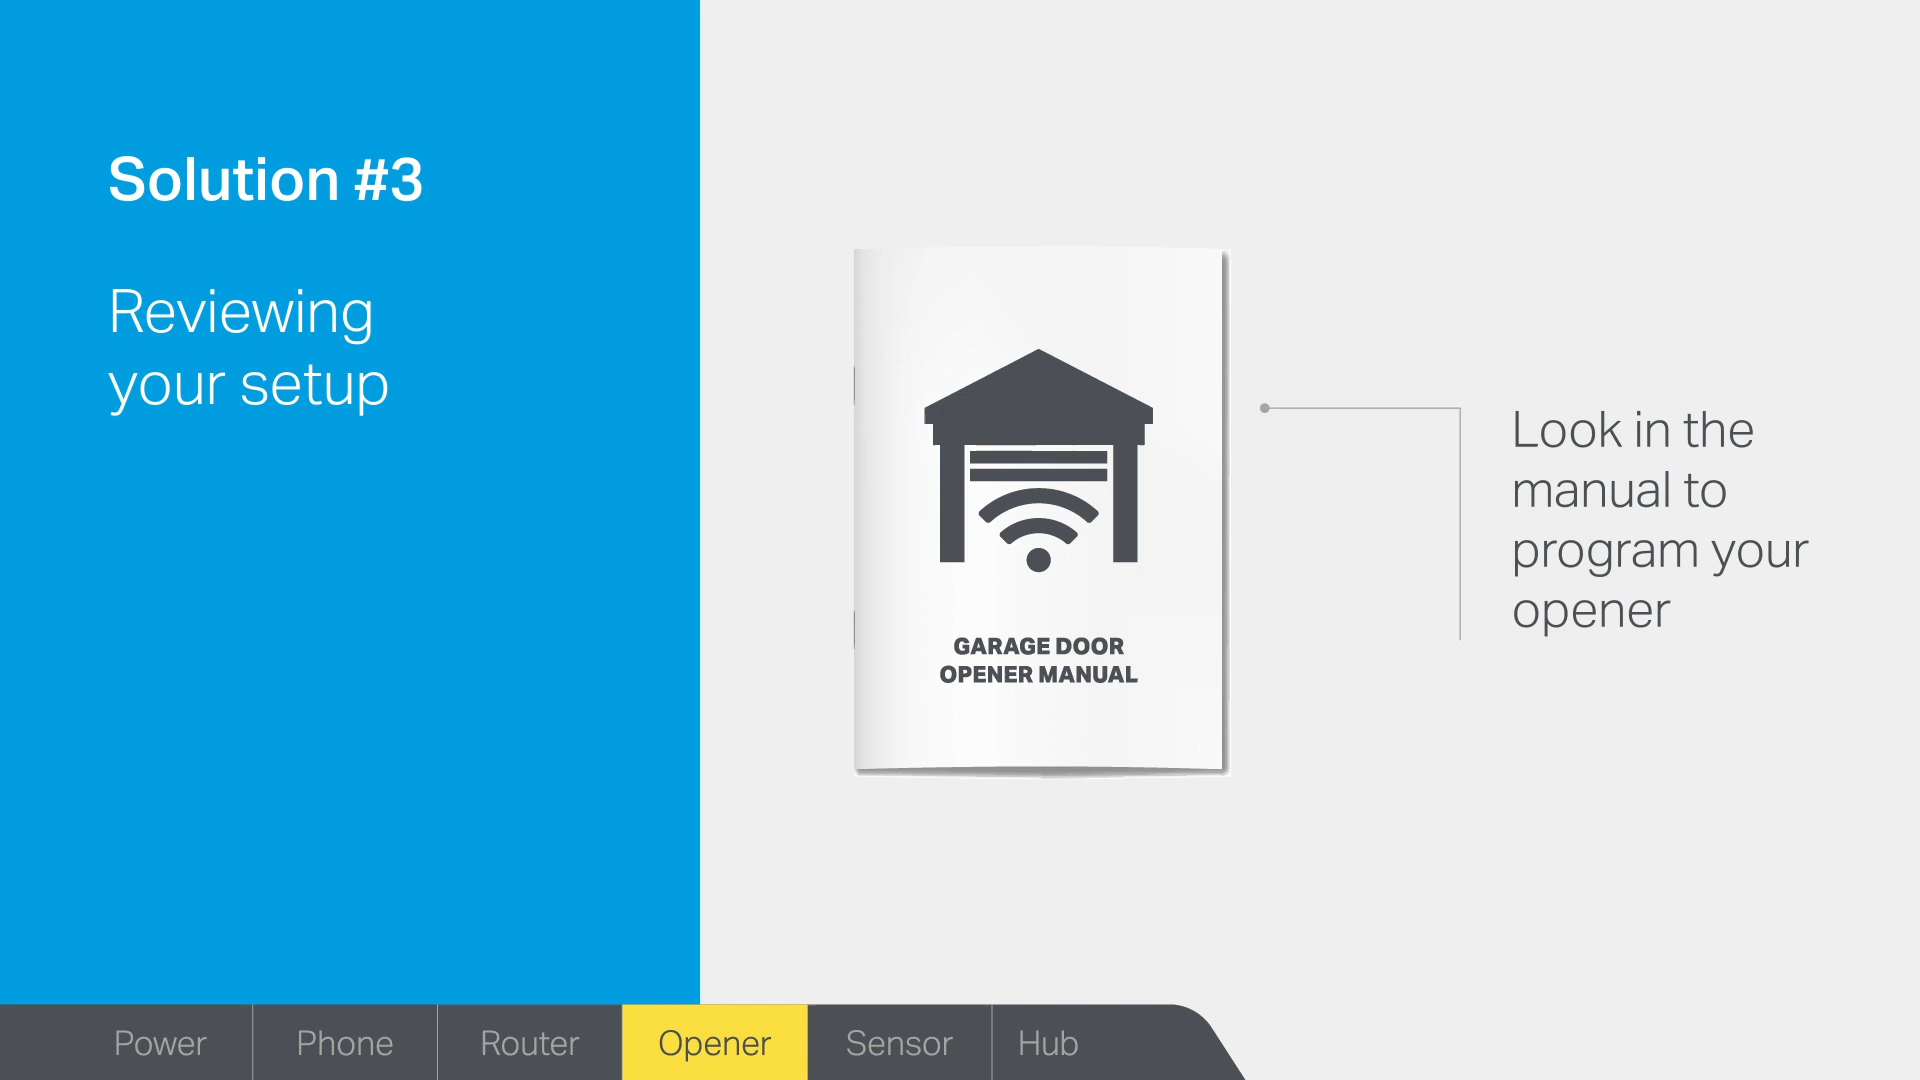 Solution #3
Reviewing
your setup
GARAGE DOOR
OPENER MANUAL
Look in the
manual to
program your
opener
Power
Phone
Router
Opener
Sensor
Hub